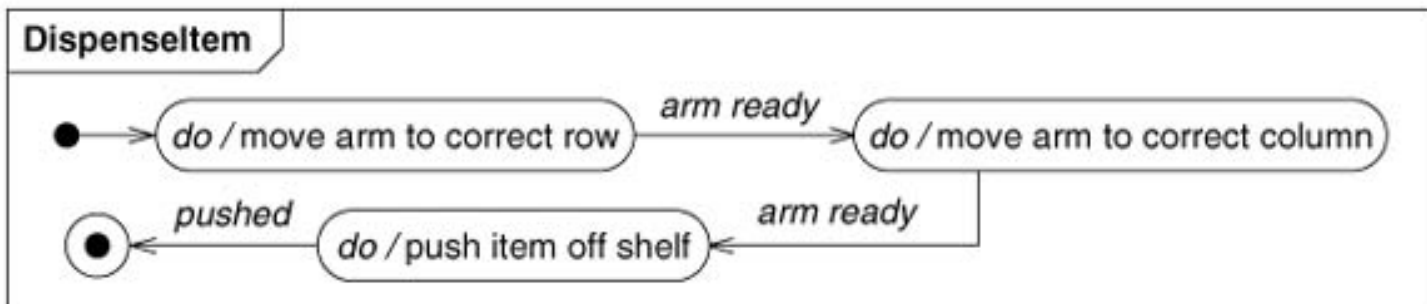 DispenseItem
arm ready
do / move arm to correct row
do / move arm to correct column
pushed
arm ready
do / push item off shelf